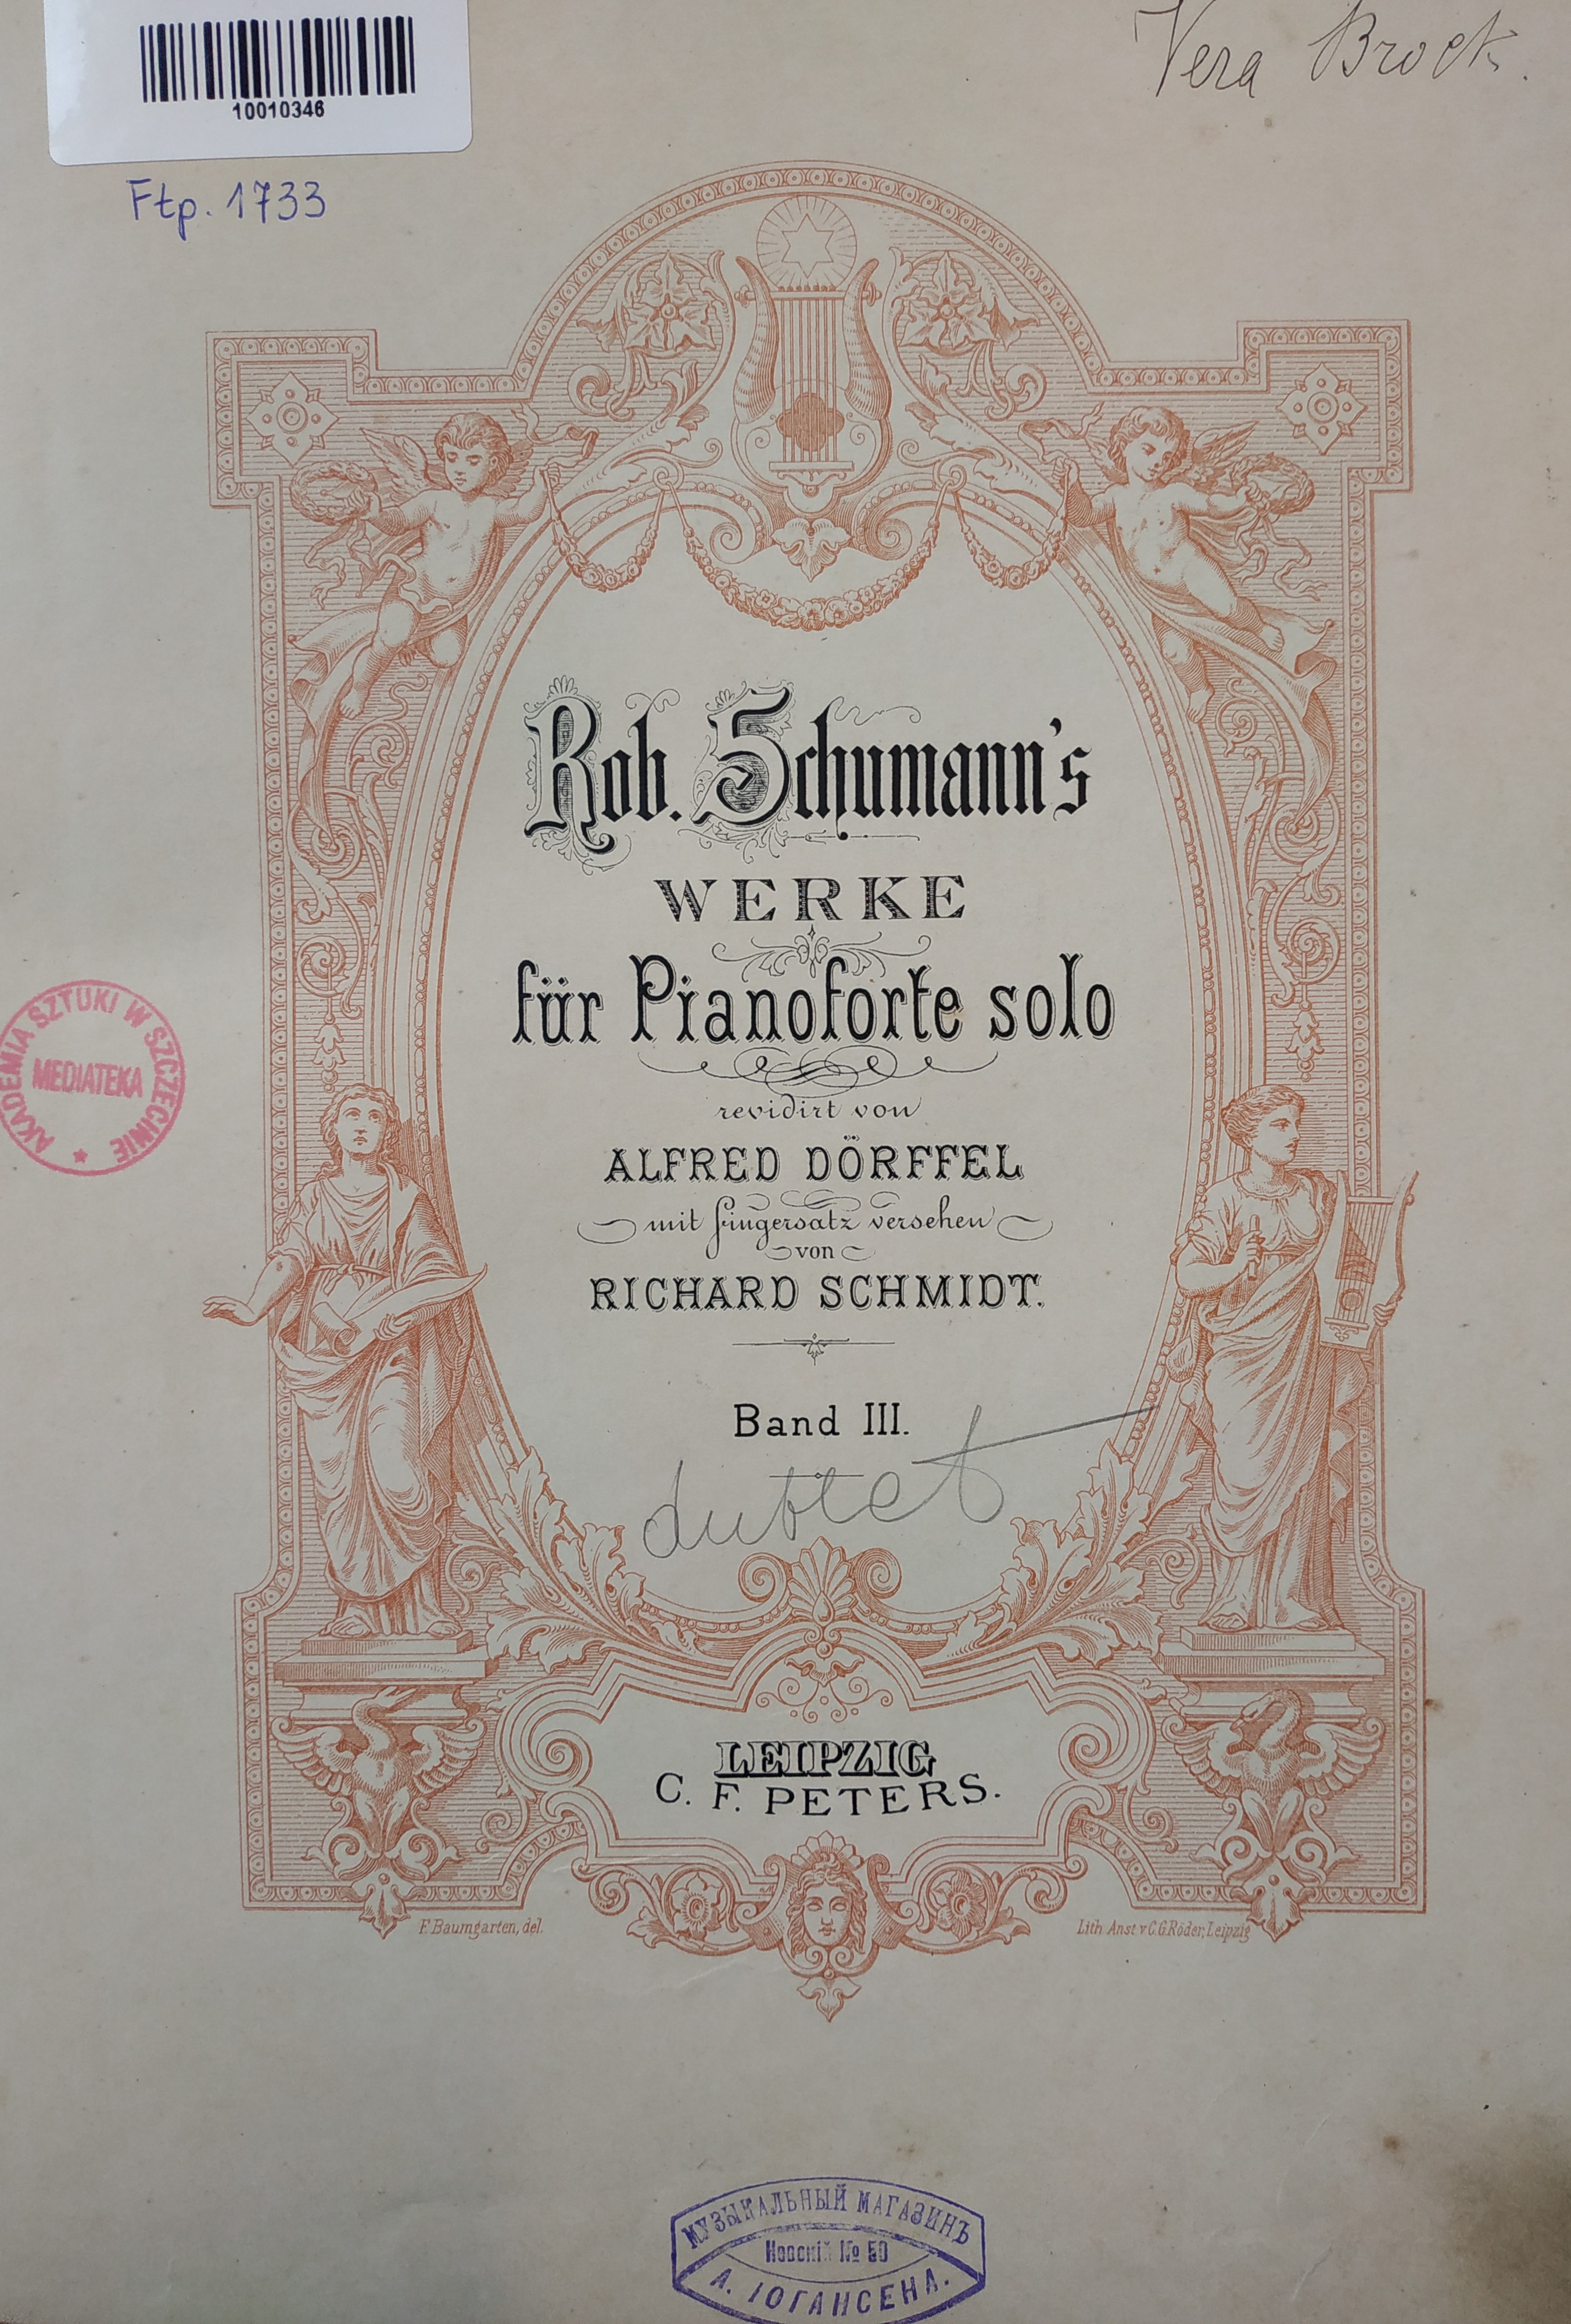 10010346
Vera Brock.
Ftp. 1733
Rob. Schumann's
WERKE
für Pianoforte solo
revidirt von
ALFRED DÖRFFEL
mit Fingersatz versehen
von
RICHARD SCHMIDT.
Band III.
dublet
AKADEMIA SZTUKI W SZCZECINIE
MEDIATEKA
LEIPZIG
C. F. PETERS.
F. Baumgarten, del.
Lith. Anst. v. C. G. Röder, Leipzig
МУЗЫКАЛЬНЫЙ МАГАЗИНЪ
Невскій № 50
А. ІОГАНСЕНА.